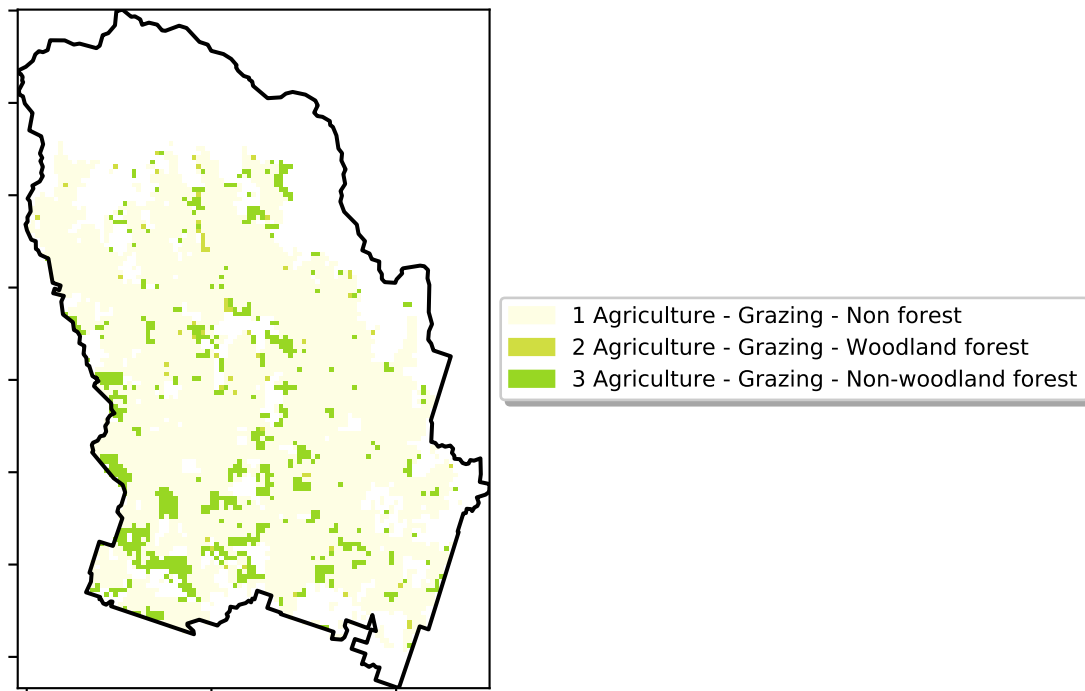 1 Agriculture - Grazing - Non forest
2 Agriculture - Grazing - Woodland forest
3 Agriculture - Grazing - Non-woodland forest